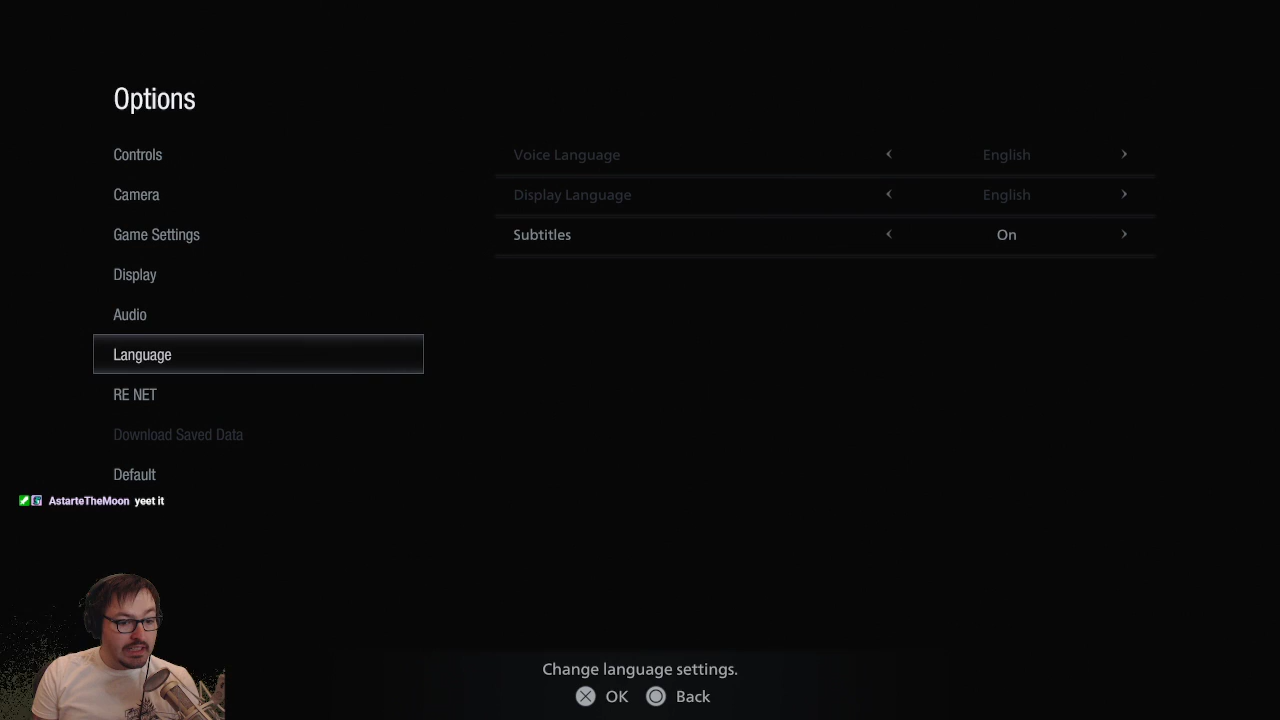 Options
Controls
Camera
Game Settings
Display
Audio
Language
RE NET
Download Saved Data
Default
Voice Language English
Display Language English
Subtitles On
AstarteTheMoon yeet it
Change language settings.
OK Back